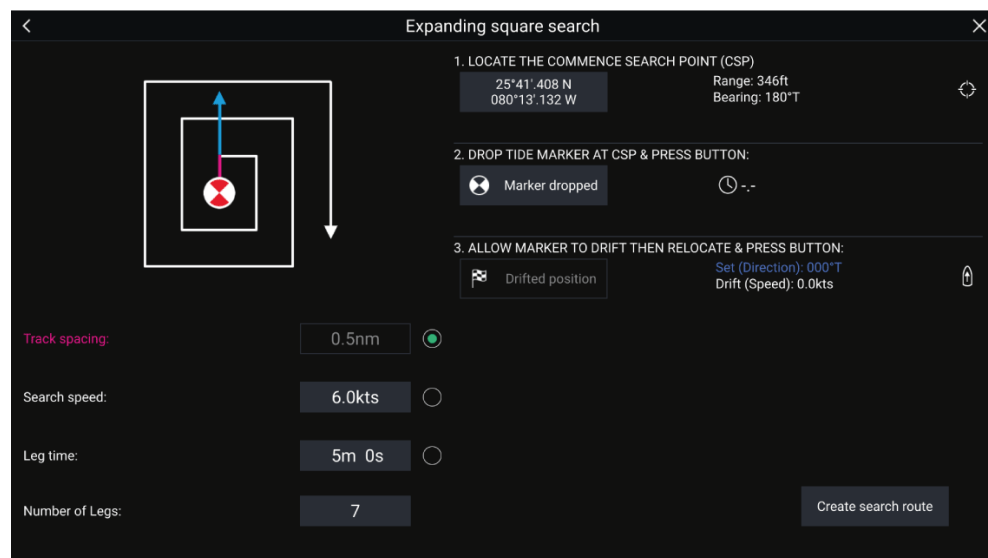 Expanding square search
1. LOCATE THE COMMENCE SEARCH POINT (CSP)
25°41'.408 N
080°13'.132 W
Range: 346ft
Bearing: 180°T
2. DROP TIDE MARKER AT CSP & PRESS BUTTON:
Marker dropped
-.-
3. ALLOW MARKER TO DRIFT THEN RELOCATE & PRESS BUTTON:
Drifted position
Set (Direction): 000°T
Drift (Speed): 0.0kts
Track spacing:
0.5nm
Search speed:
6.0kts
Leg time:
5m 0s
Number of Legs:
7
Create search route